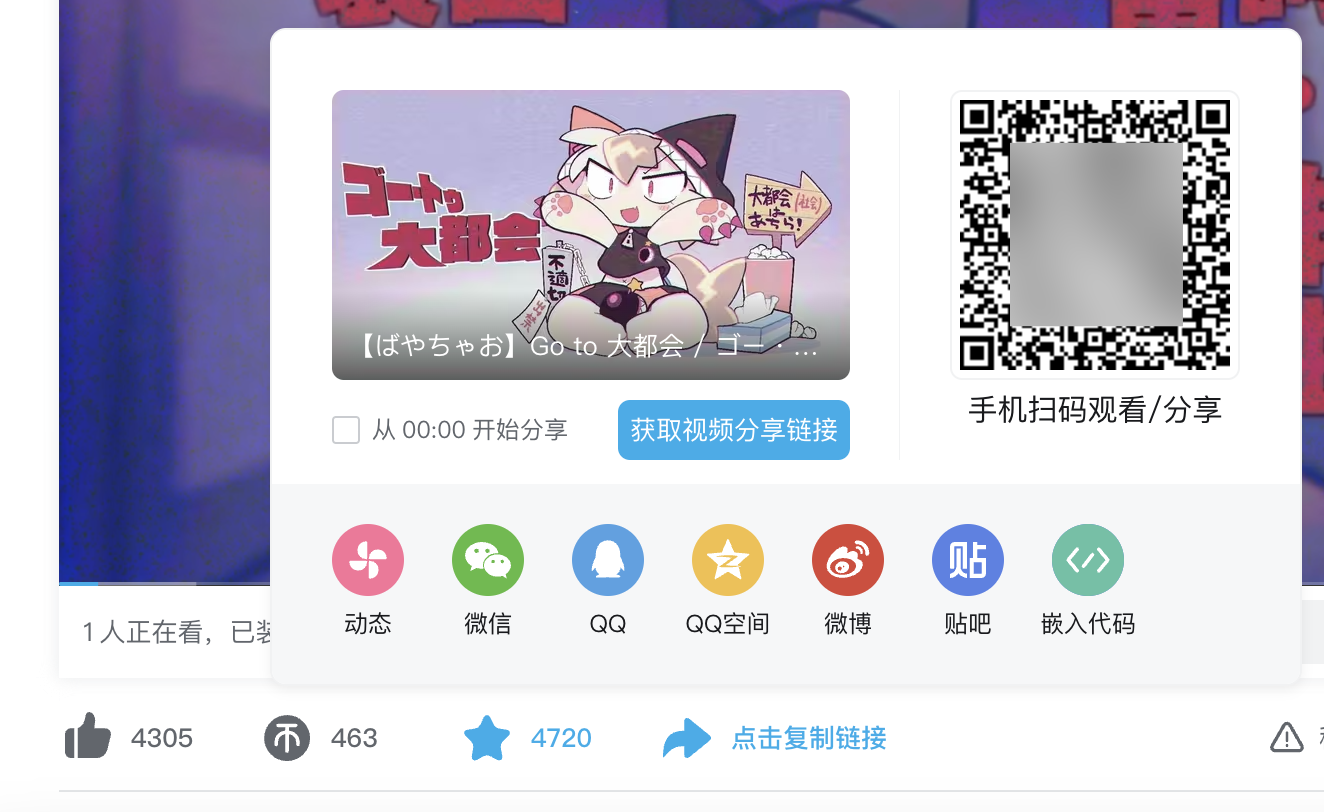 ゴートゥ
大都会
大都会(社会)
は
あちら!
不
適
切
【ばやちゃお】Go to 大都会 / ゴー・…
从 00:00 开始分享
获取视频分享链接
手机扫码观看/分享
动态
微信
QQ
QQ空间
微博
贴
贴吧
嵌入代码
1人正在看，已装
4305
463
4720
点击复制链接